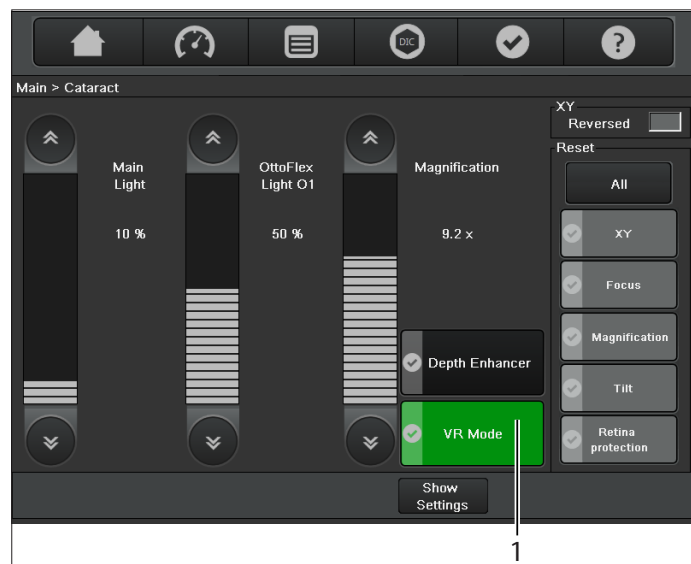 DIC
?
Main > Cataract
XY
Reversed
Reset
Main
Light
OttoFlex
Light O1
Magnification
All
10 %
50 %
9.2 x
XY
Focus
Magnification
Depth Enhancer
Tilt
VR Mode
Retina
protection
Show
Settings
1